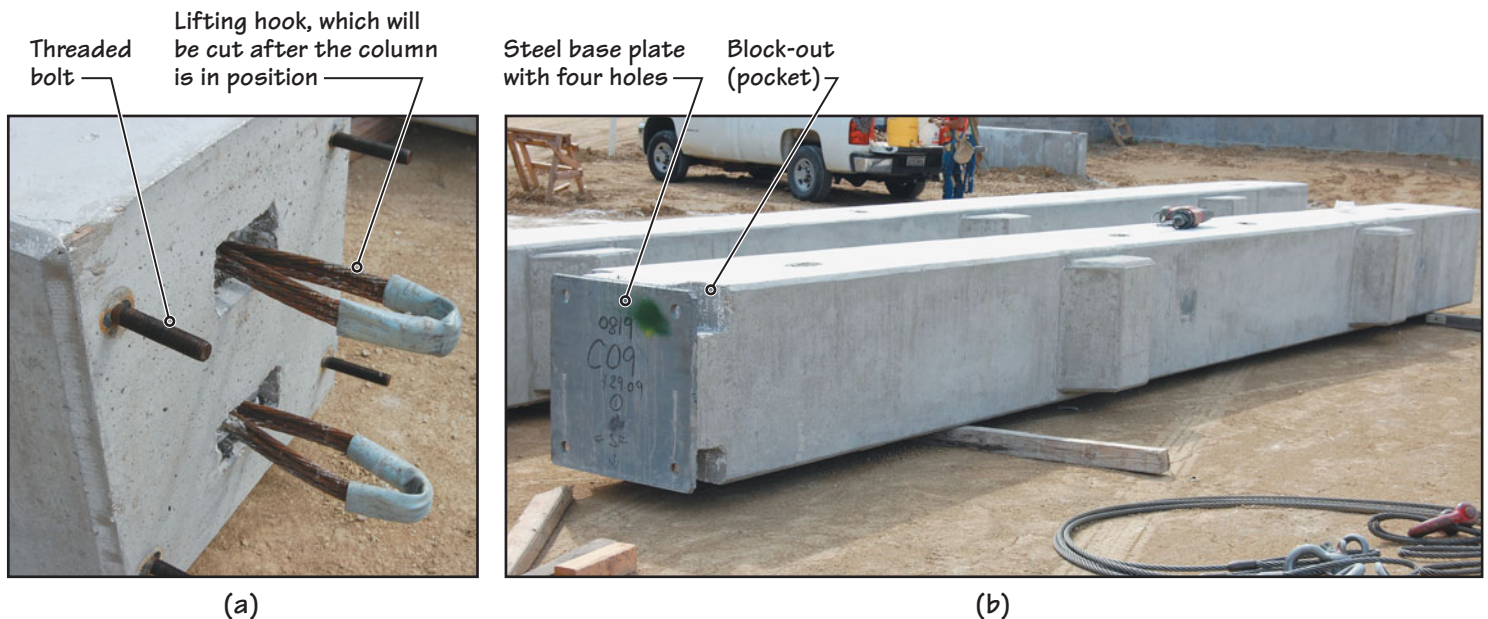 Threaded
bolt
Lifting hook, which will
be cut after the column
is in position
Steel base plate
with four holes
Block-out
(pocket)
0819
C09
(a)
(b)